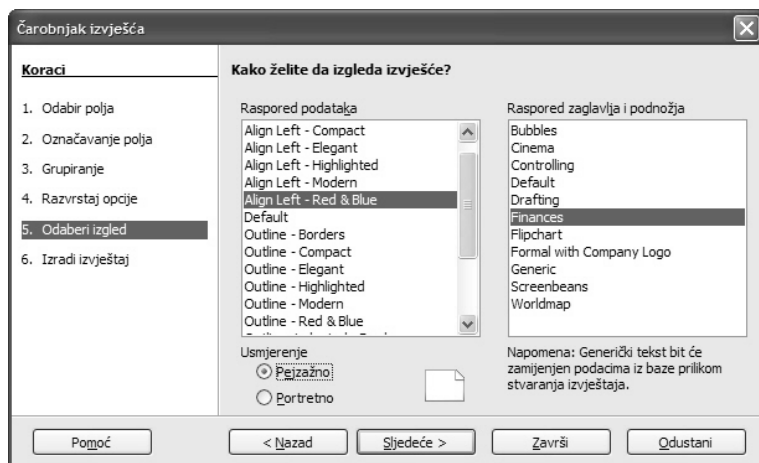 Čarobnjak izvješća
Koraci
1. Odabir polja
2. Označavanje polja
3. Grupiranje
4. Razvrstaj opcije
5. Odaberi izgled
6. Izradi izvještaj
Kako želite da izgleda izvješće?
Raspored podataka
Align Left - Compact
Align Left - Elegant
Align Left - Highlighted
Align Left - Modern
Align Left - Red & Blue
Default
Outline - Borders
Outline - Compact
Outline - Elegant
Outline - Highlighted
Outline - Modern
Outline - Red & Blue
Usmjerenje
Pejzažno
Portretno
Raspored zaglavlja i podnožja
Bubbles
Cinema
Controlling
Default
Drafting
Finances
Flipchart
Formal with Company Logo
Generic
Screenbeans
Worldmap
Napomena: Generički tekst bit će
zamijenjen podacima iz baze prilikom
stvaranja izvještaja.
Pomoć
< Nazad
Sljedeće >
Završi
Odustani